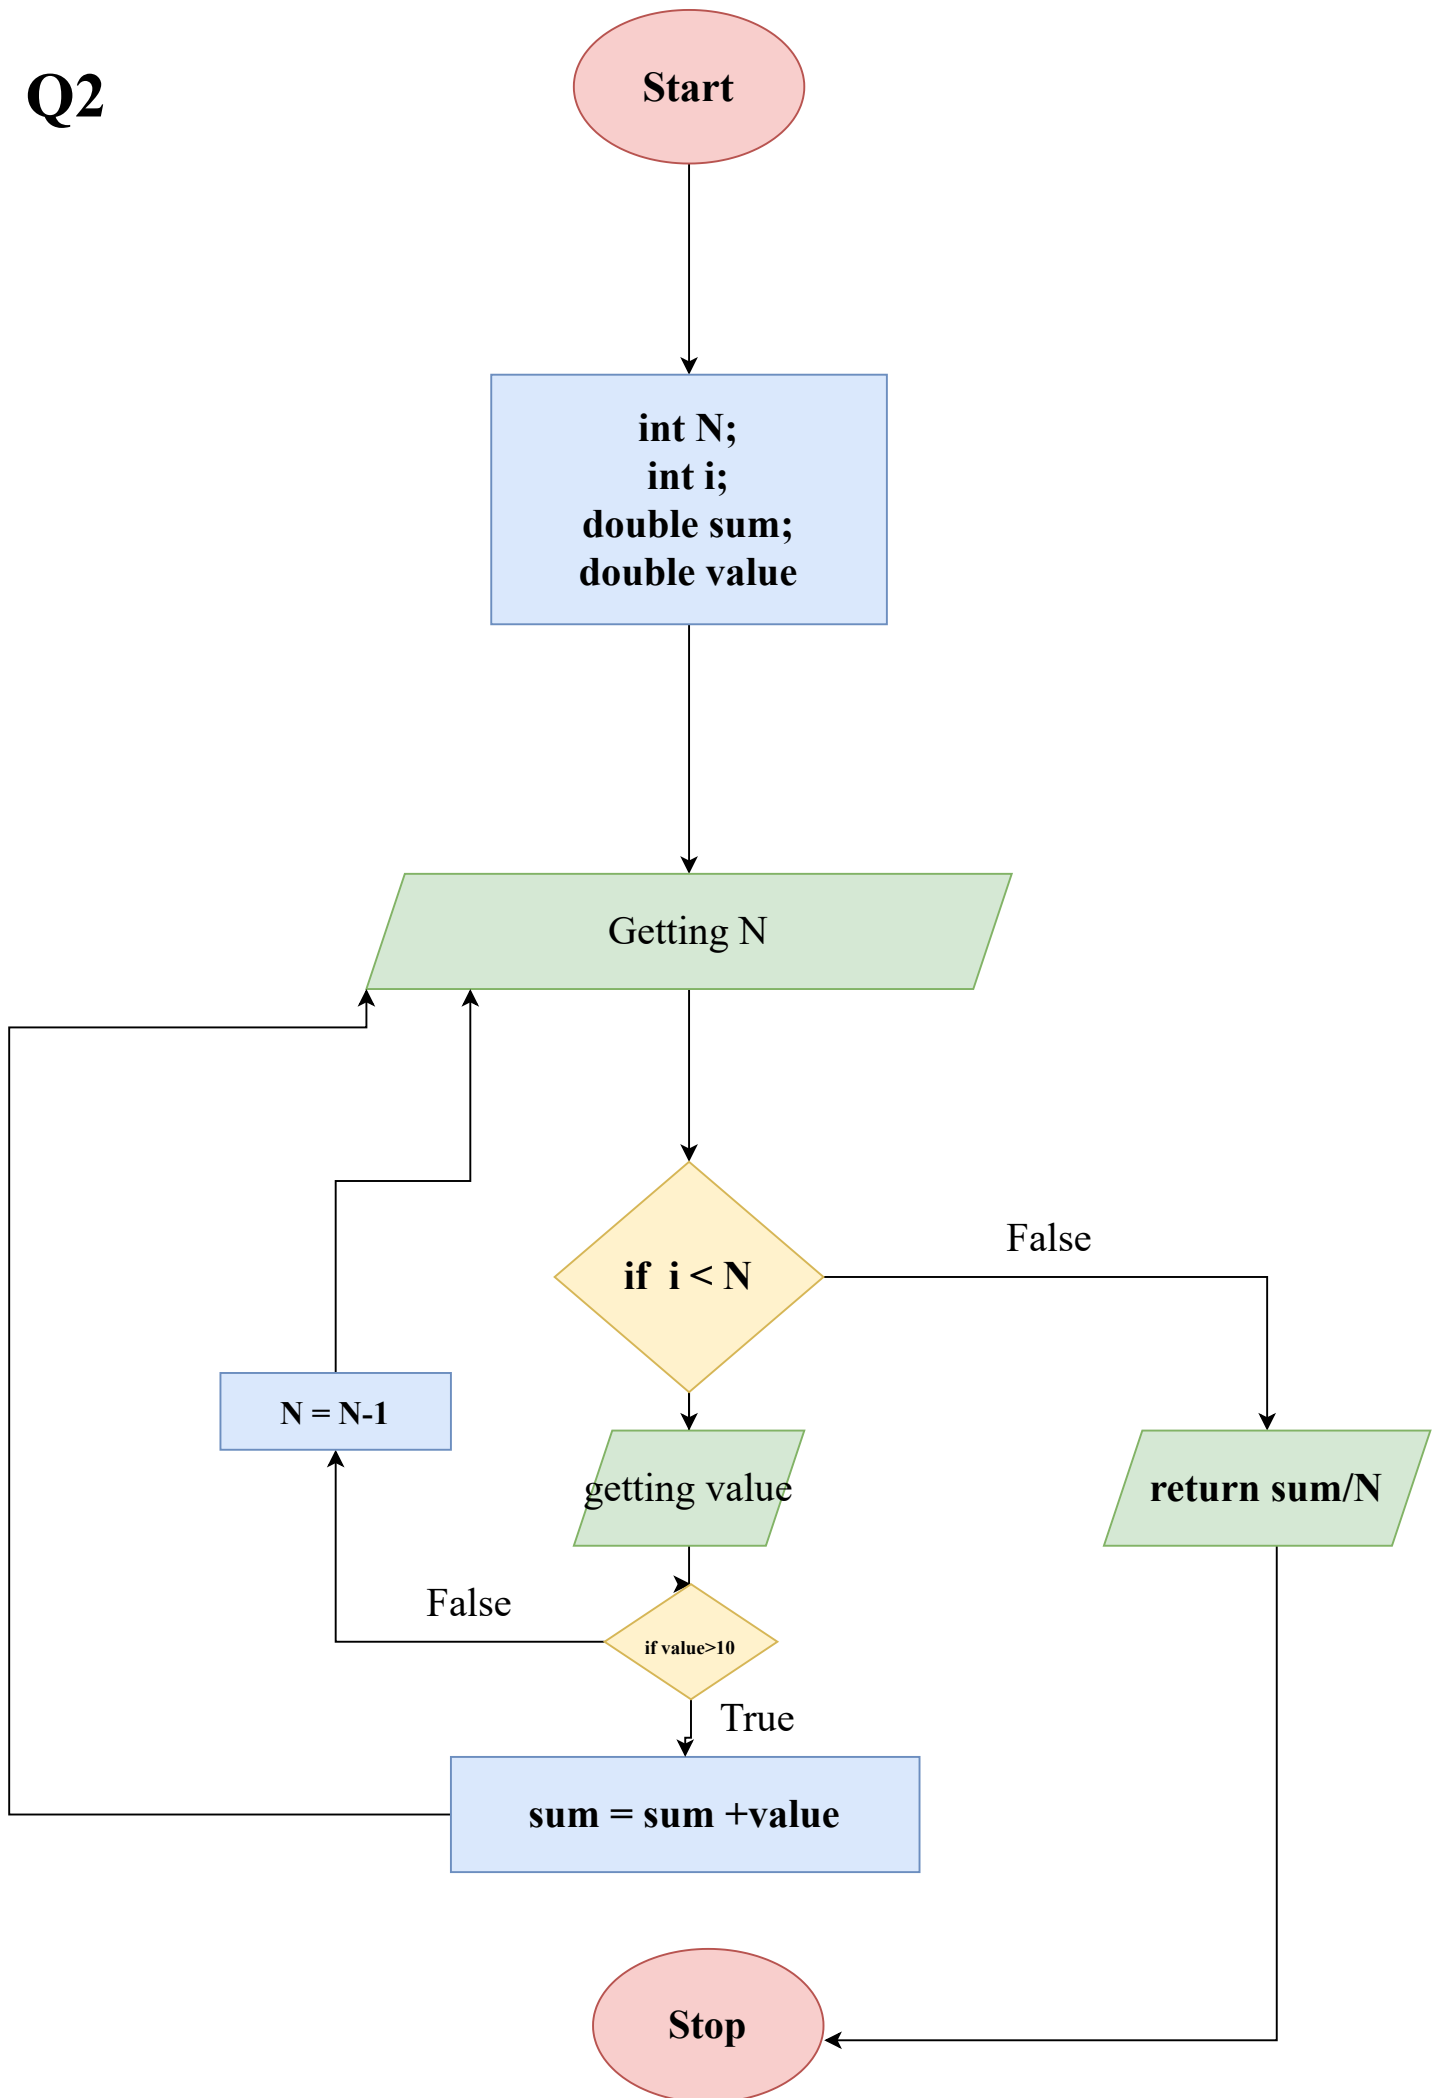 Q2
Start
int N;
int i;
double sum;
double value
Getting N
if i < N
False
N = N-1
getting value
return sum/N
False
if value>10
True
sum = sum +value
Stop